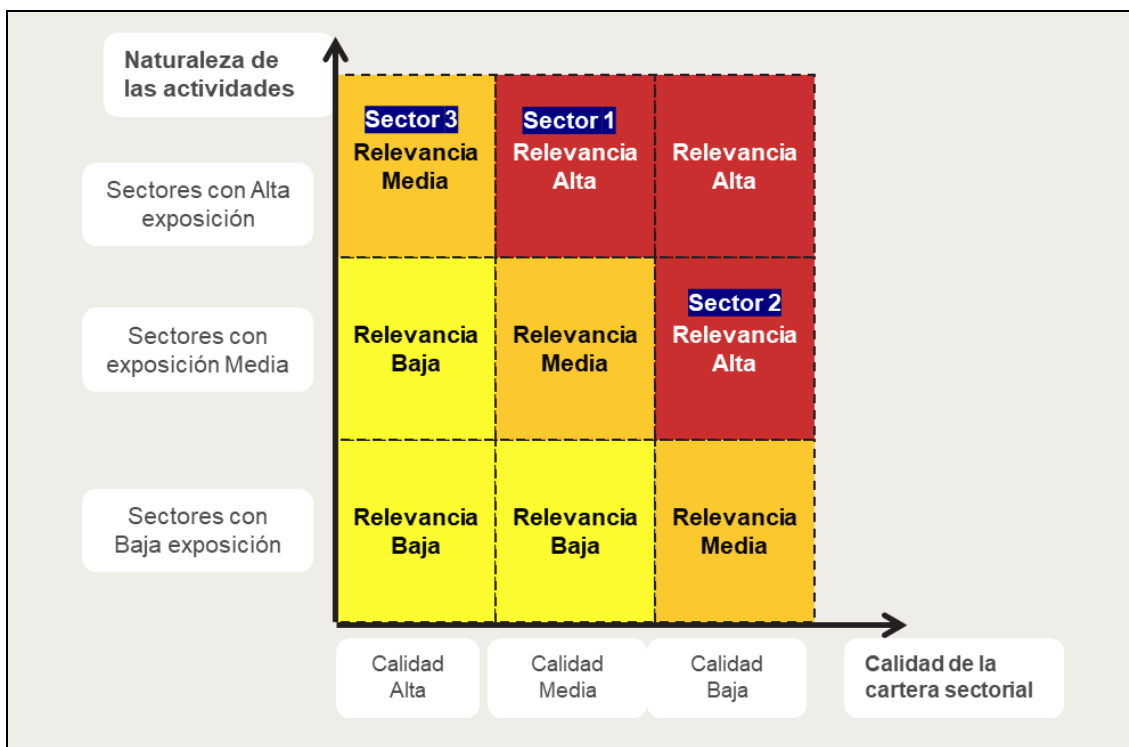 Naturaleza de
las actividades
Sector 3
Relevancia
Media
Sector 1
Relevancia
Alta
Relevancia
Alta
Sectores con Alta
exposición
Sectores con
exposición Media
Relevancia
Baja
Relevancia
Media
Sector 2
Relevancia
Alta
Sectores con
Baja exposición
Relevancia
Baja
Relevancia
Baja
Relevancia
Media
Calidad
Alta
Calidad
Media
Calidad
Baja
Calidad de la
cartera sectorial